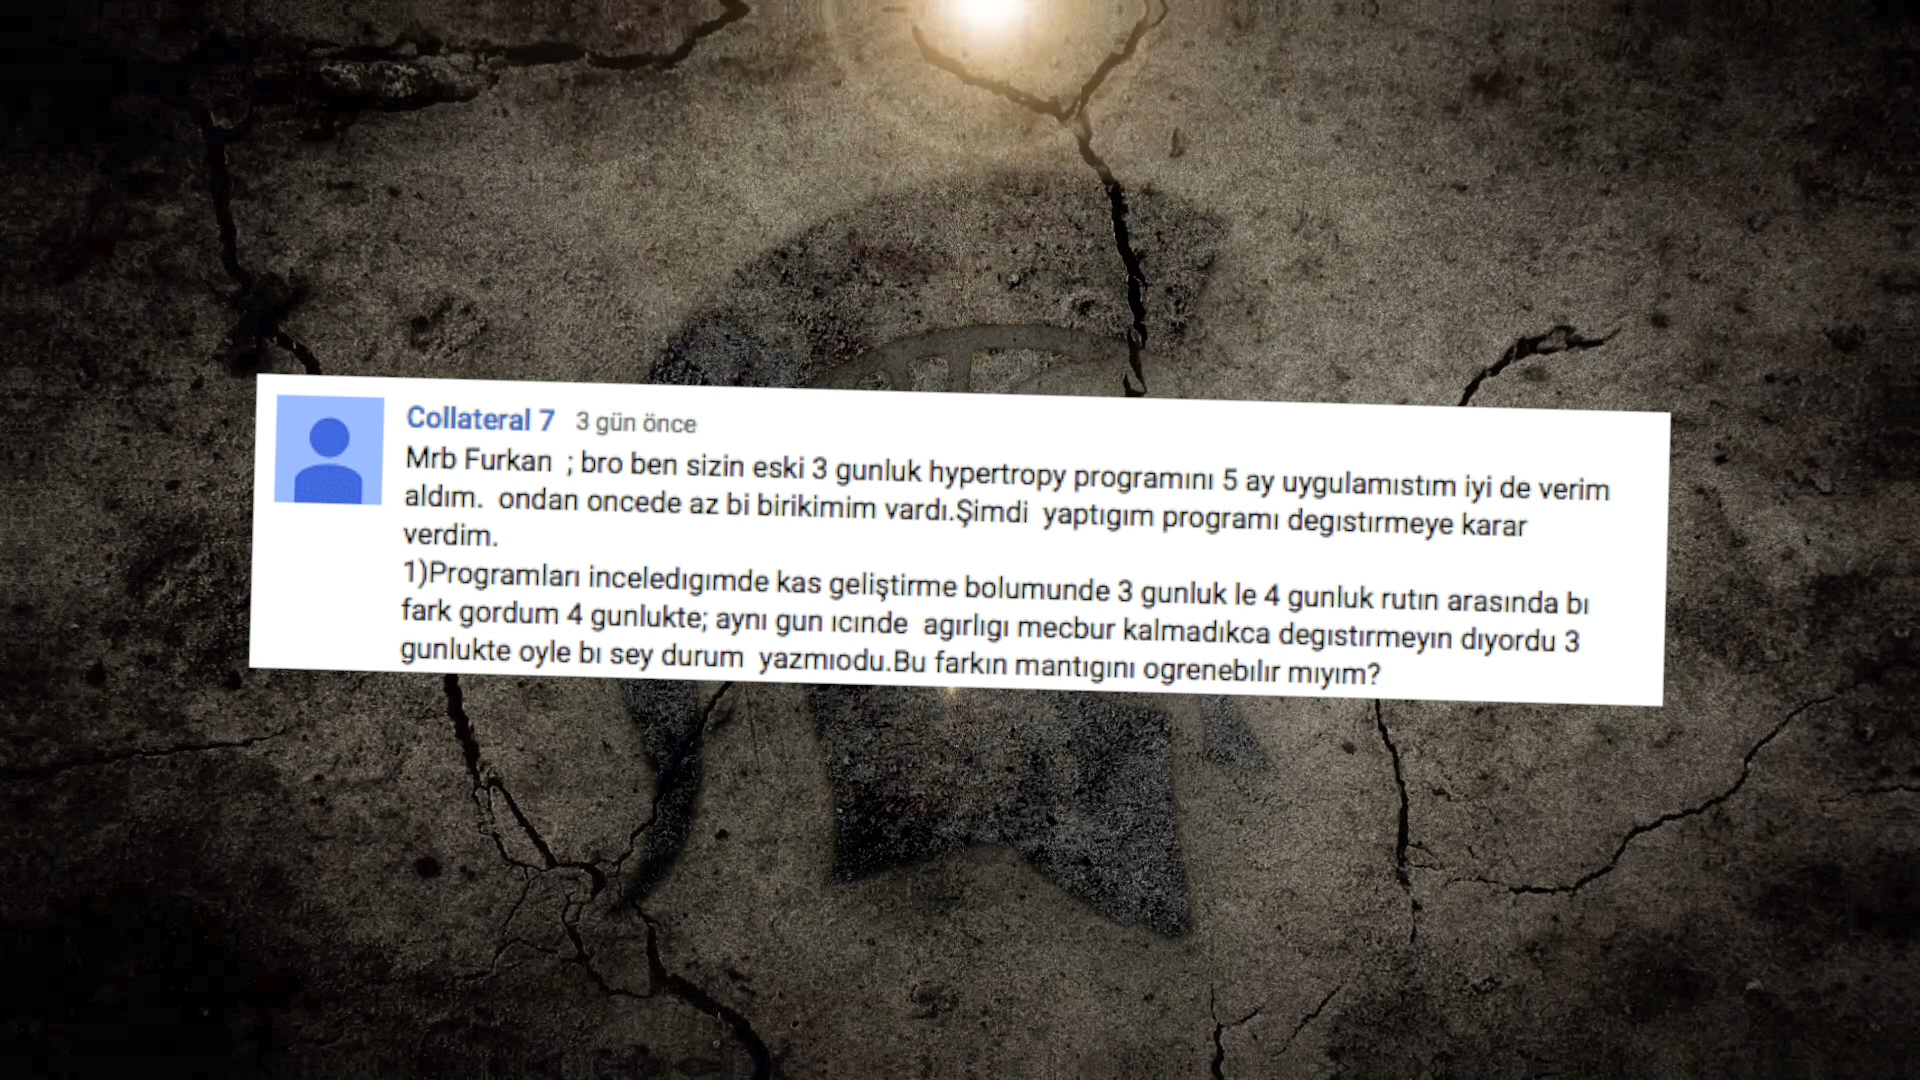 Collateral 7 3 gün önce
Mrb Furkan ; bro ben sizin eski 3 gunluk hypertropy programını 5 ay uygulamıstım iyi de verim
aldım. ondan oncede az bi birikimim vardı.Şimdi yaptıgım programı degıstırmeye karar
verdim.
1)Programları inceledıgımde kas geliştirme bolumunde 3 gunluk le 4 gunluk rutın arasında bı
fark gordum 4 gunlukte; aynı gun ıcınde agırlıgı mecbur kalmadıkca degıstırmeyın dıyordu 3
gunlukte oyle bı sey durum yazmıodu.Bu farkın mantıgını ogrenebılır mıyım?